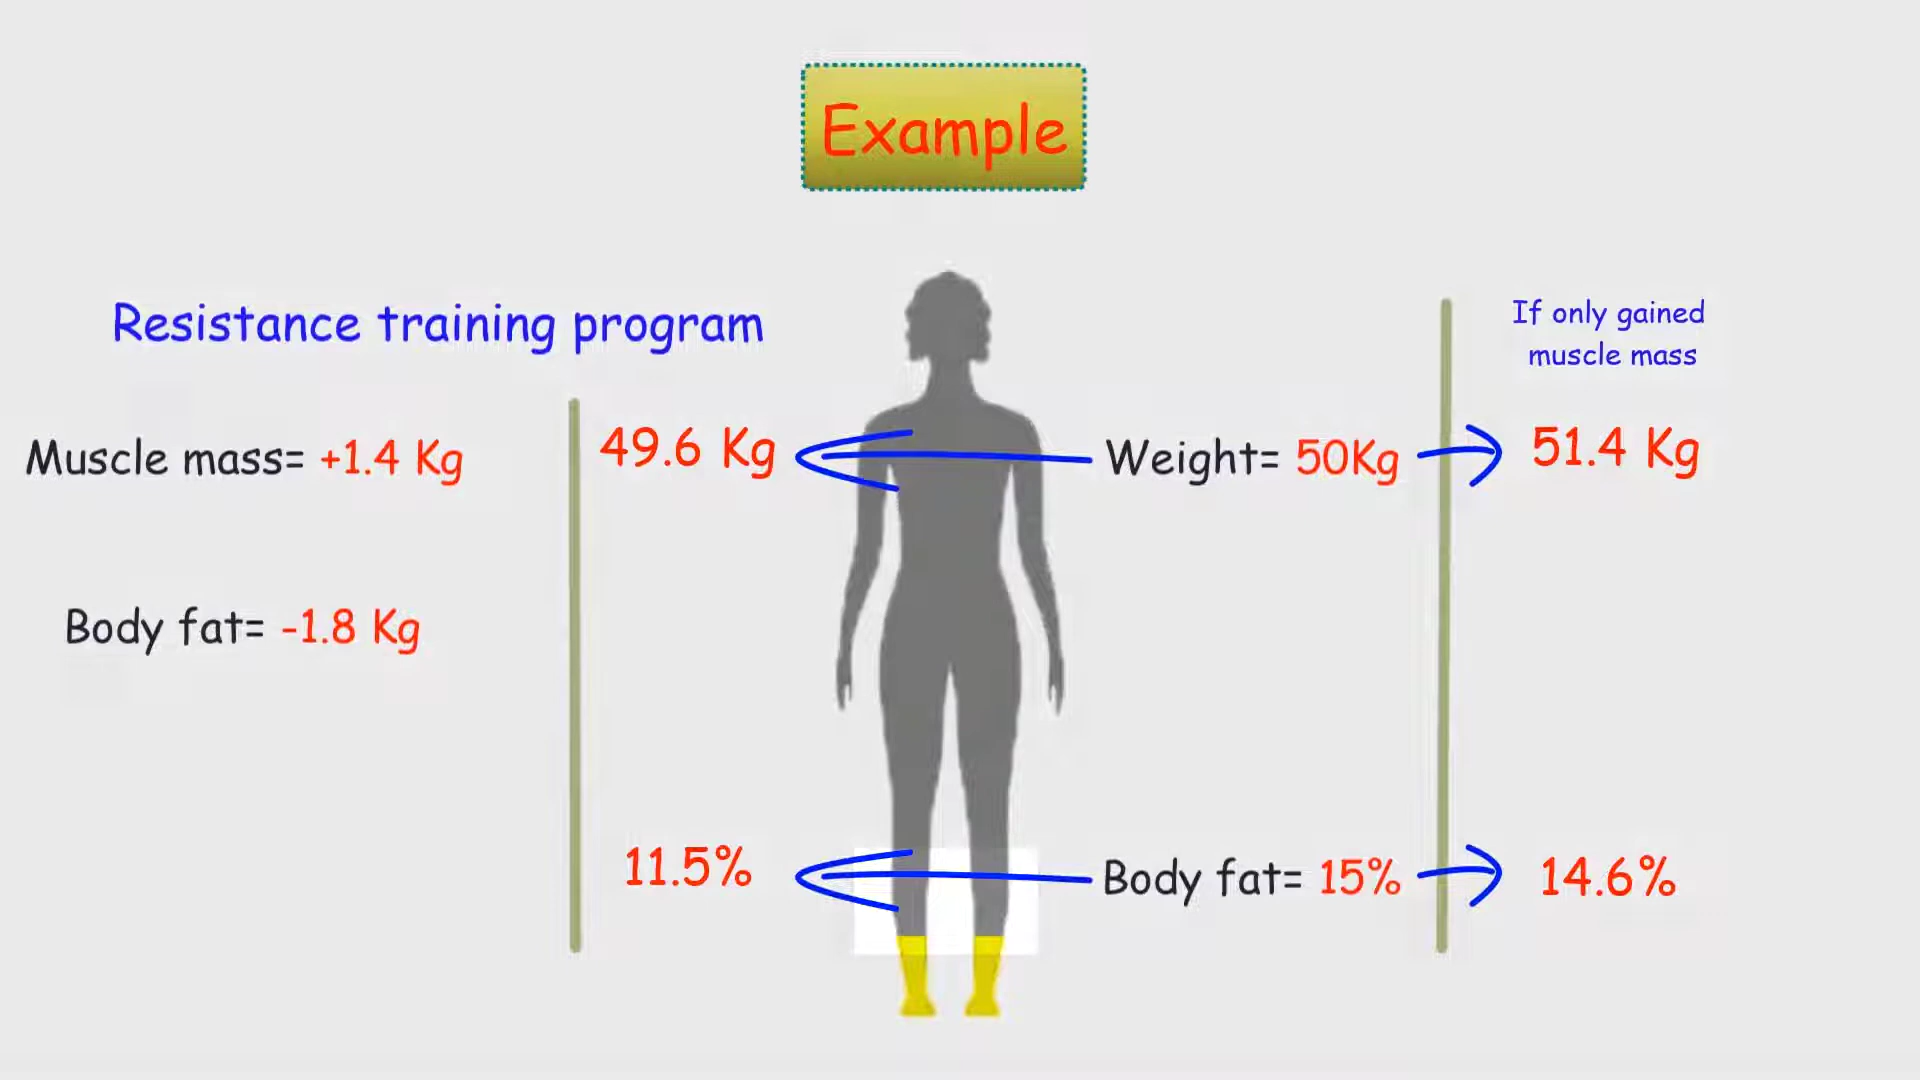 Example
Resistance training program
If only gained
muscle mass
Muscle mass= +1.4 Kg
49.6 Kg
Weight= 50Kg
51.4 Kg
Body fat= -1.8 Kg
11.5%
Body fat= 15%
14.6%